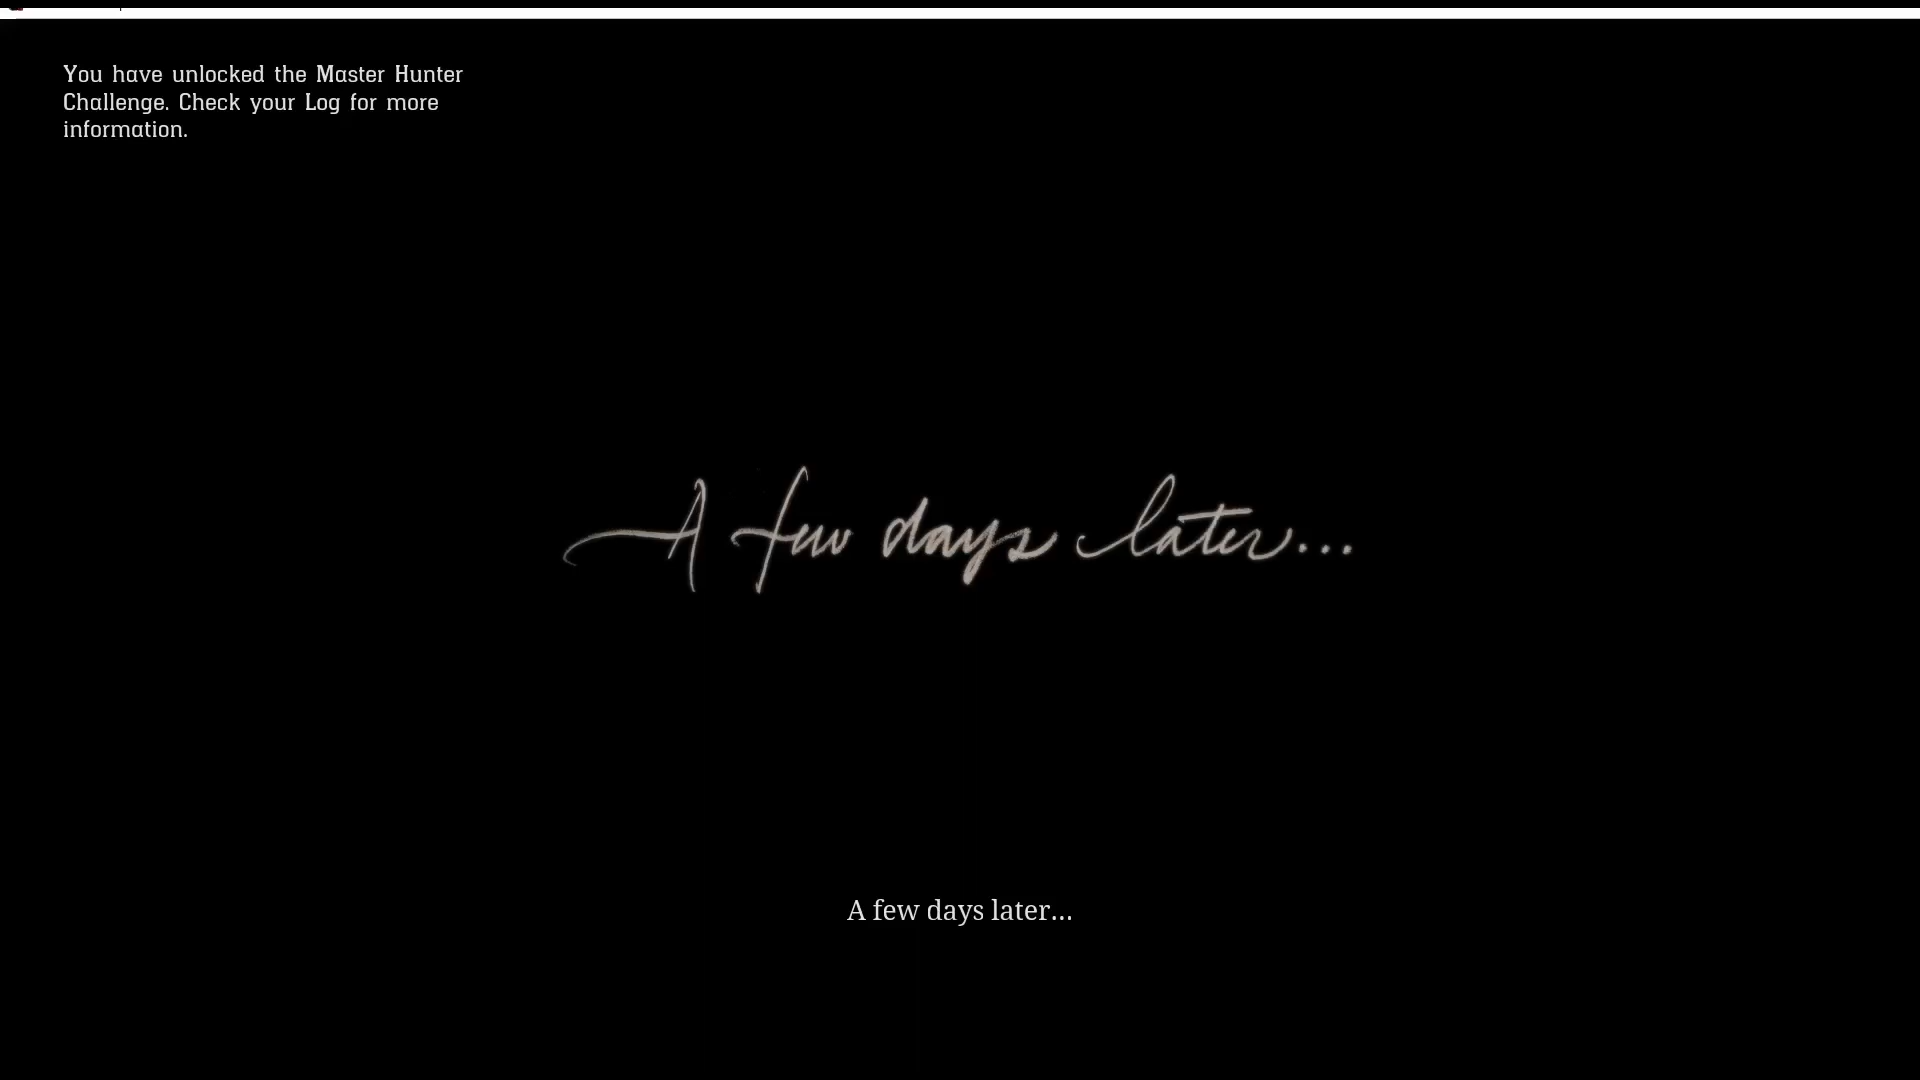 You have unlocked the Master Hunter
Challenge. Check your Log for more
information.
A few days later...
A few days later...